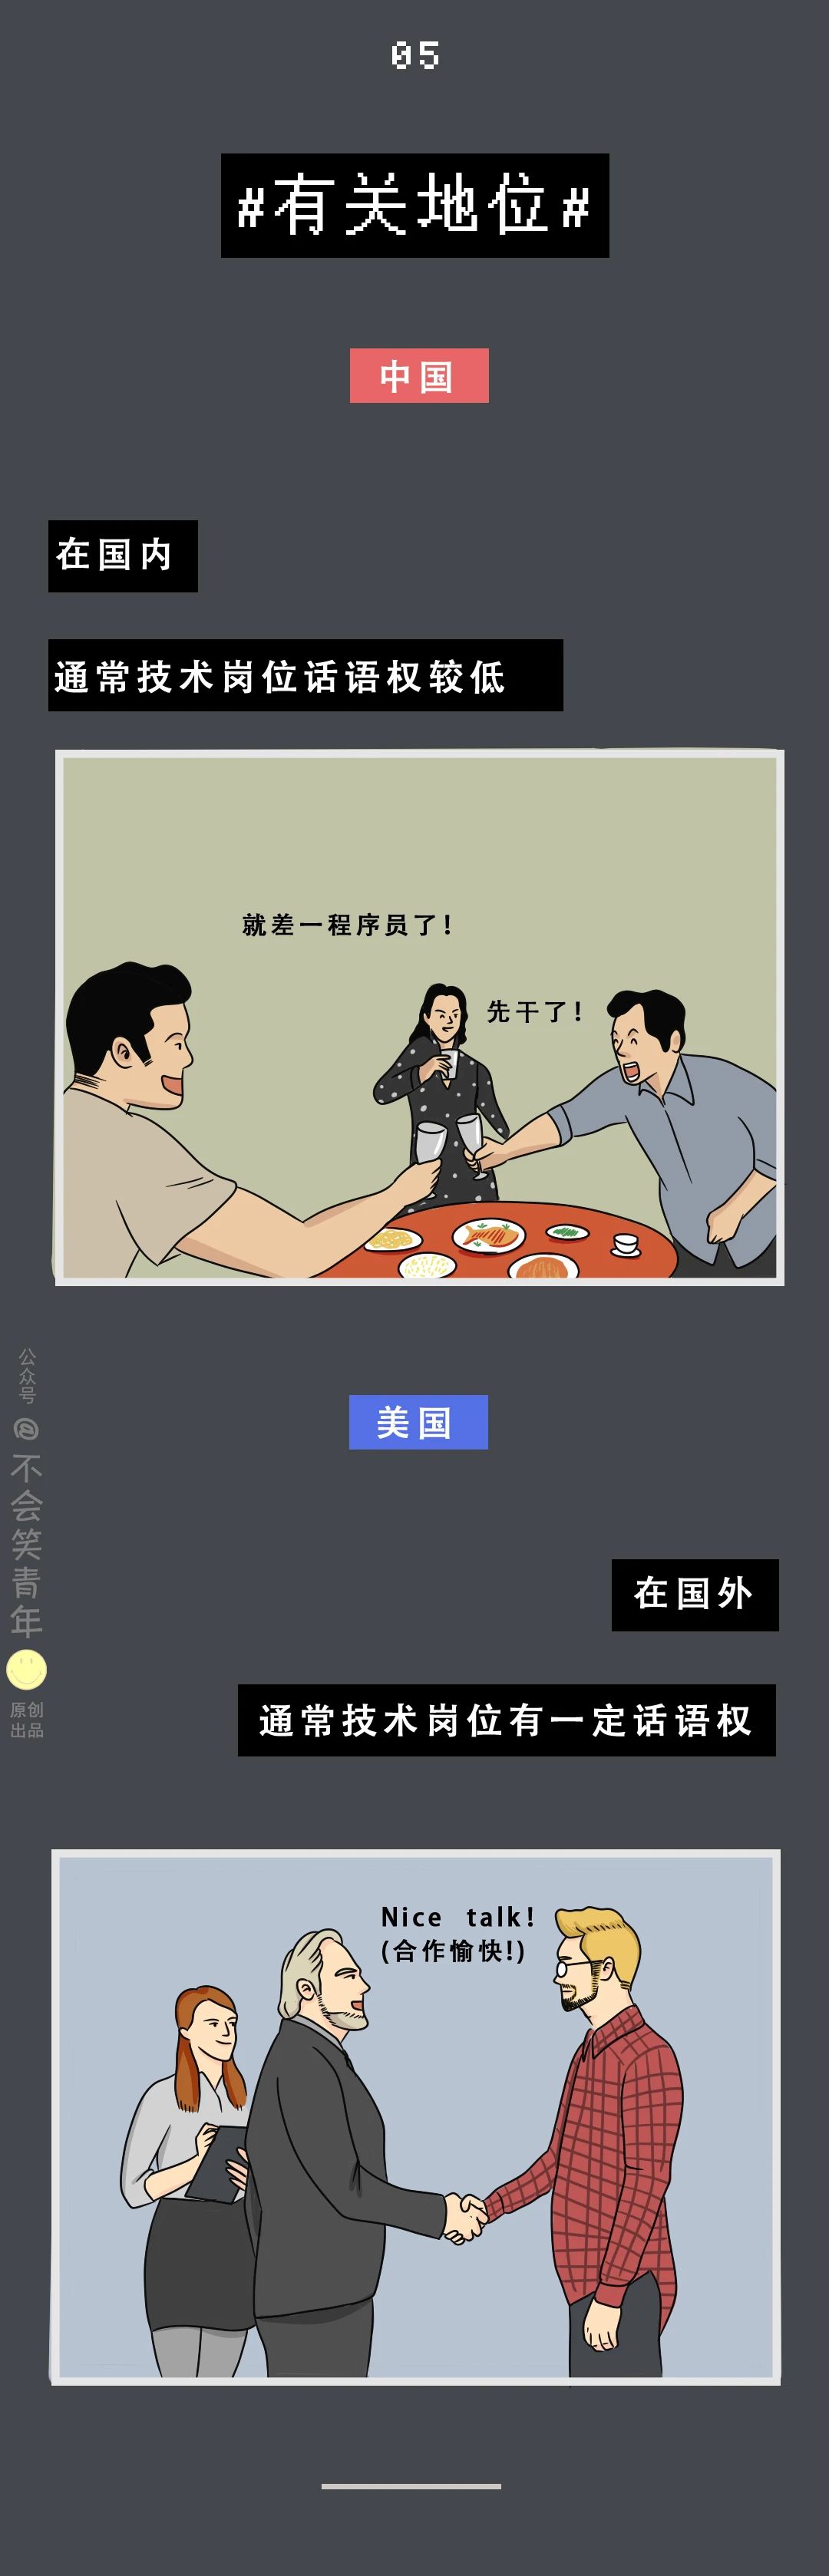 05
#有关地位#
中国
在国内
通常技术岗位话语权较低
就差一程序员了!
先干了!
公众号
@不会笑青年
原创
出品
美国
在国外
通常技术岗位有一定话语权
Nice talk!
(合作愉快!)